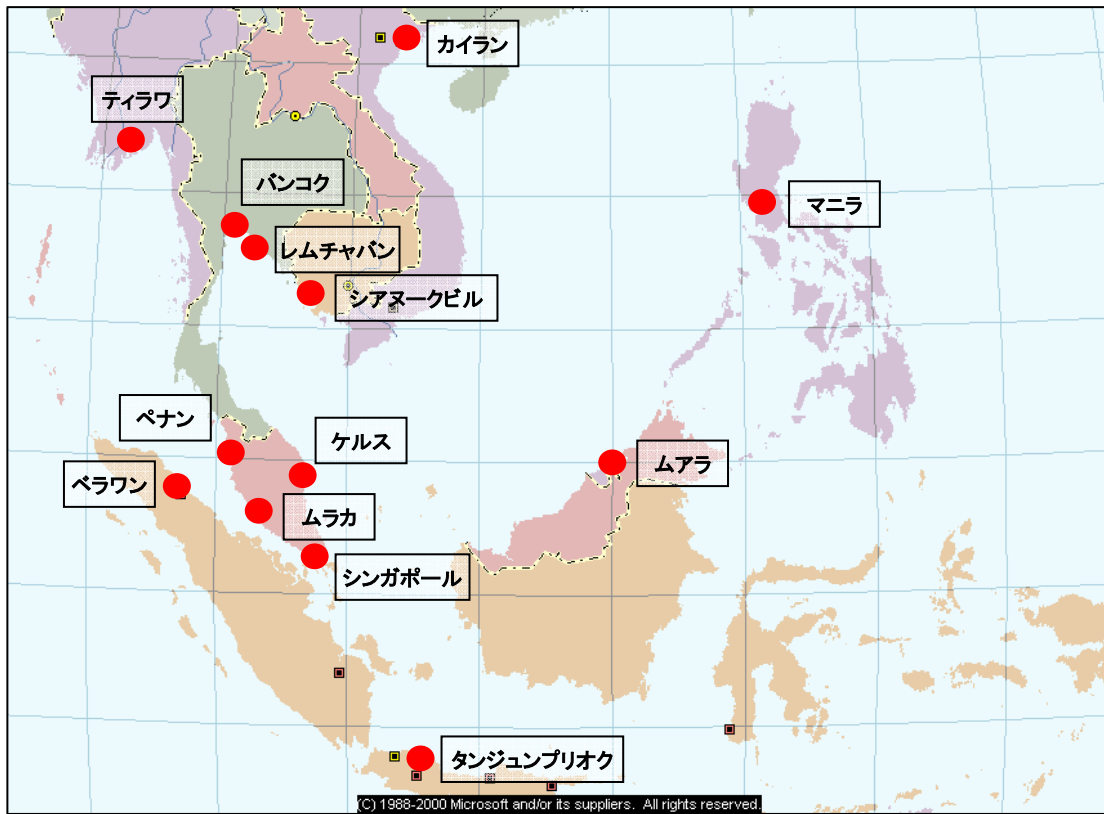 カイラン
ティラワ
バンコク
マニラ
レムチャバン
シアヌークビル
ペナン
ケルス
ムアラ
ベラワン
ムラカ
シンガポール
タンジュンプリオク
(C) 1988-2000 Microsoft and/or its suppliers. All rights reserved.